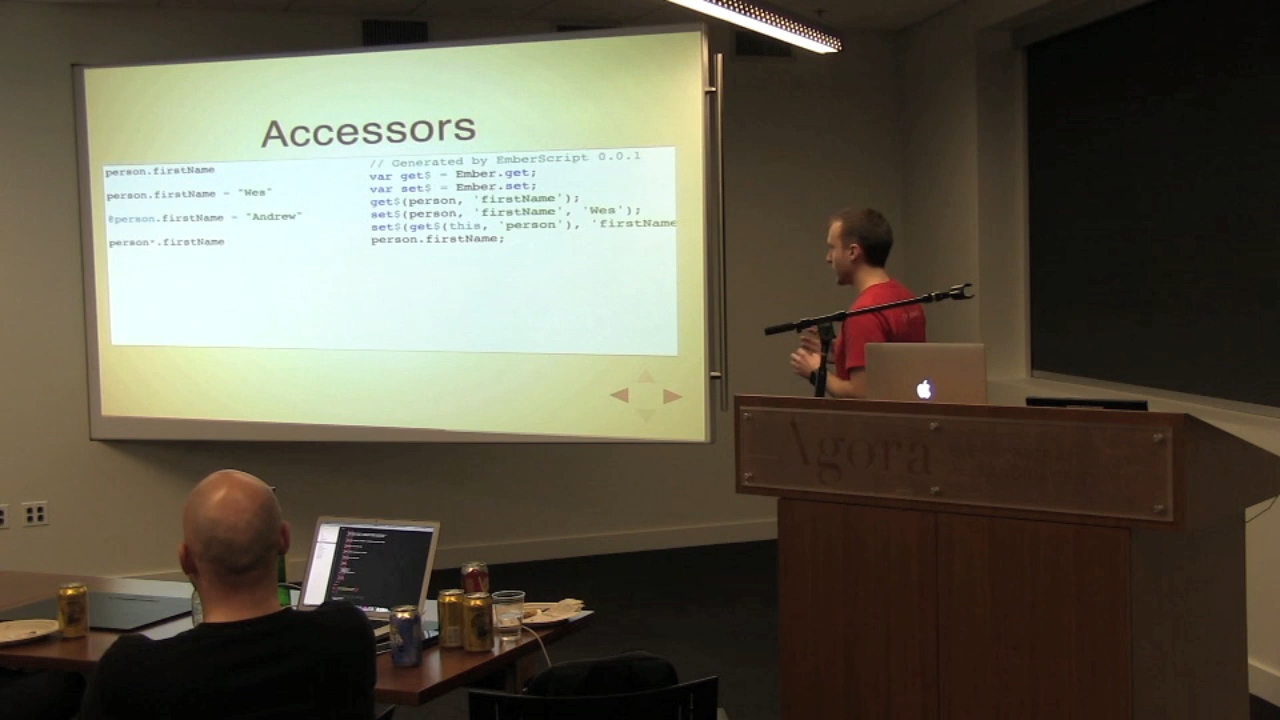 Accessors
person.firstName
person.firstName = "Wes"
@person.firstName = "Andrew"
person*.firstName
// Generated by EmberScript 0.0.1
var get$ = Ember.get;
var set$ = Ember.set;
get$(person, 'firstName');
set$(person, 'firstName', 'Wes');
set$(get$(this, 'person'), 'firstName
person.firstName;
Agora